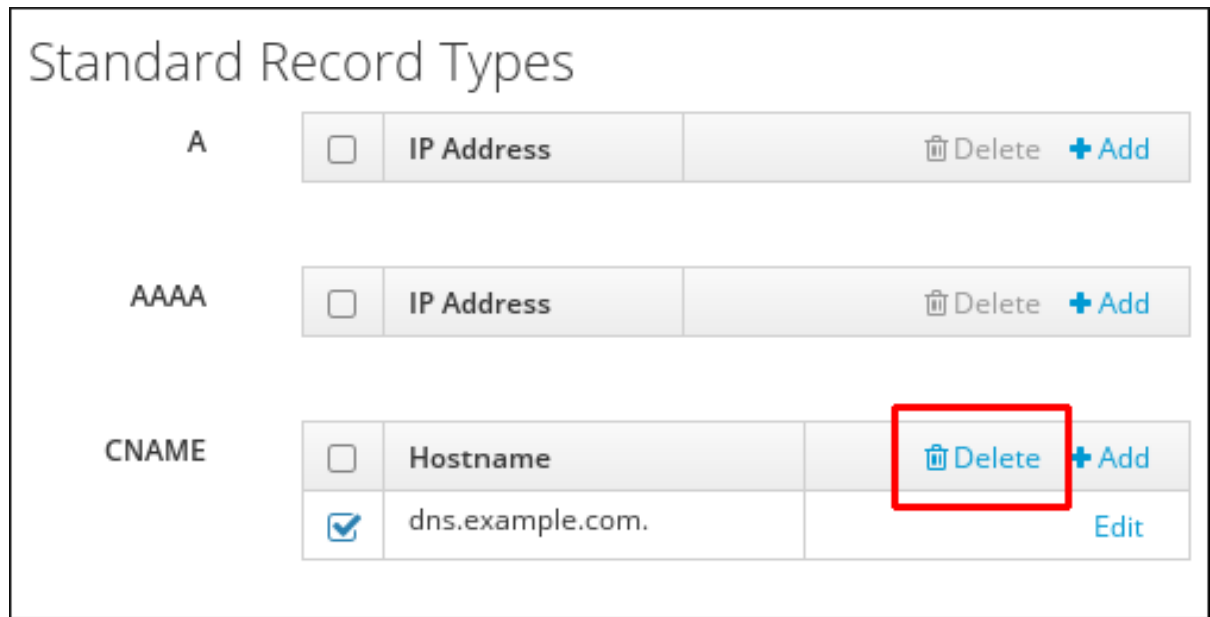 Standard Record Types
A IP Address Delete Add
AAAA IP Address Delete Add
CNAME Hostname Delete Add
dns.example.com. Edit